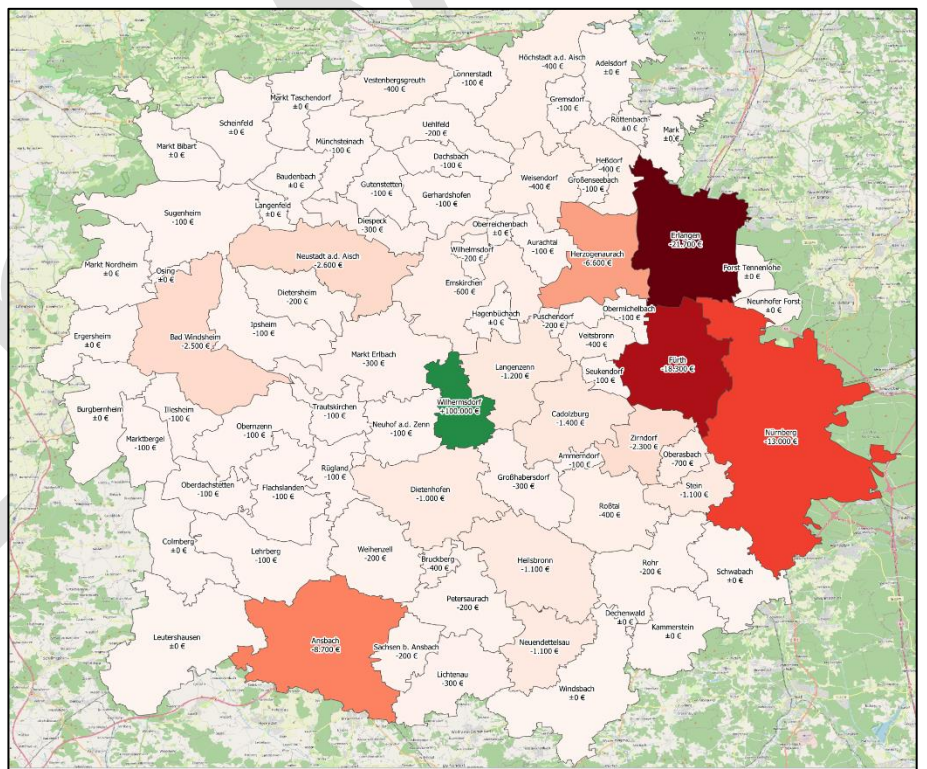 Höchstadt a.d. Aisch
-400 €
Adelsdorf
±0 €
Lonnerstadt
-100 €
Vestenbergsgreuth
-400 €
Markt Taschendorf
±0 €
Gremsdorf
-100 €
Scheinfeld
±0 €
Röttenbach
±0 €
Mark
±0 €
Uehlfeld
-200 €
Münchsteinach
-100 €
Markt Bibart
±0 €
Dachsbach
-100 €
Heßdorf
-400 €
Baudenbach
±0 €
Weisendorf
-400 €
Großenseebach
-100 €
Gutenstetten
-100 €
Gerhardshofen
-100 €
Langenfeld
±0 €
Sugenheim
-100 €
Diespeck
-300 €
Oberreichenbach
±0 €
Erlangen
-21.200 €
Aurachtal
-100 €
Wilhelmsdorf
-200 €
Neustadt a.d. Aisch
-2.600 €
Herzogenaurach
-6.600 €
Markt Nordheim
±0 €
Osing
±0 €
Forst Tennenlohe
±0 €
Emskirchen
-600 €
Dietersheim
-200 €
Neunhofer Forst
±0 €
Obermichelbach
-100 €
Hagenbüchach
±0 €
Puschendorf
-200 €
Ipsheim
-100 €
Ergersheim
±0 €
Bad Windsheim
-2.500 €
Veitsbronn
-400 €
Markt Erlbach
-300 €
Langenzenn
-1.200 €
Fürth
-18.300 €
Seukendorf
-100 €
Wilhermsdorf
+100.000 €
Burgbernheim
±0 €
Illesheim
-100 €
Trautskirchen
-100 €
Cadolzburg
-1.400 €
Obernzenn
-100 €
Neuhof a.d. Zenn
-100 €
Nürnberg
-13.000 €
Marktbergel
-100 €
Zirndorf
-2.300 €
Oberasbach
-700 €
Ammerndorf
-100 €
Rügland
-100 €
Großhabersdorf
-300 €
Oberdachstetten
-100 €
Flachslanden
-100 €
Dietenhofen
-1.000 €
Stein
-1.100 €
Roßtal
-400 €
Colmberg
±0 €
Lehrberg
-100 €
Weihenzell
-200 €
Bruckberg
-400 €
Heilsbronn
-1.100 €
Rohr
-200 €
Schwabach
±0 €
Petersaurach
-200 €
Dechenwald
±0 €
Kammerstein
±0 €
Leutershausen
±0 €
Ansbach
-8.700 €
Sachsen b. Ansbach
-200 €
Neuendettelsau
-1.100 €
Lichtenau
-300 €
Windsbach
±0 €